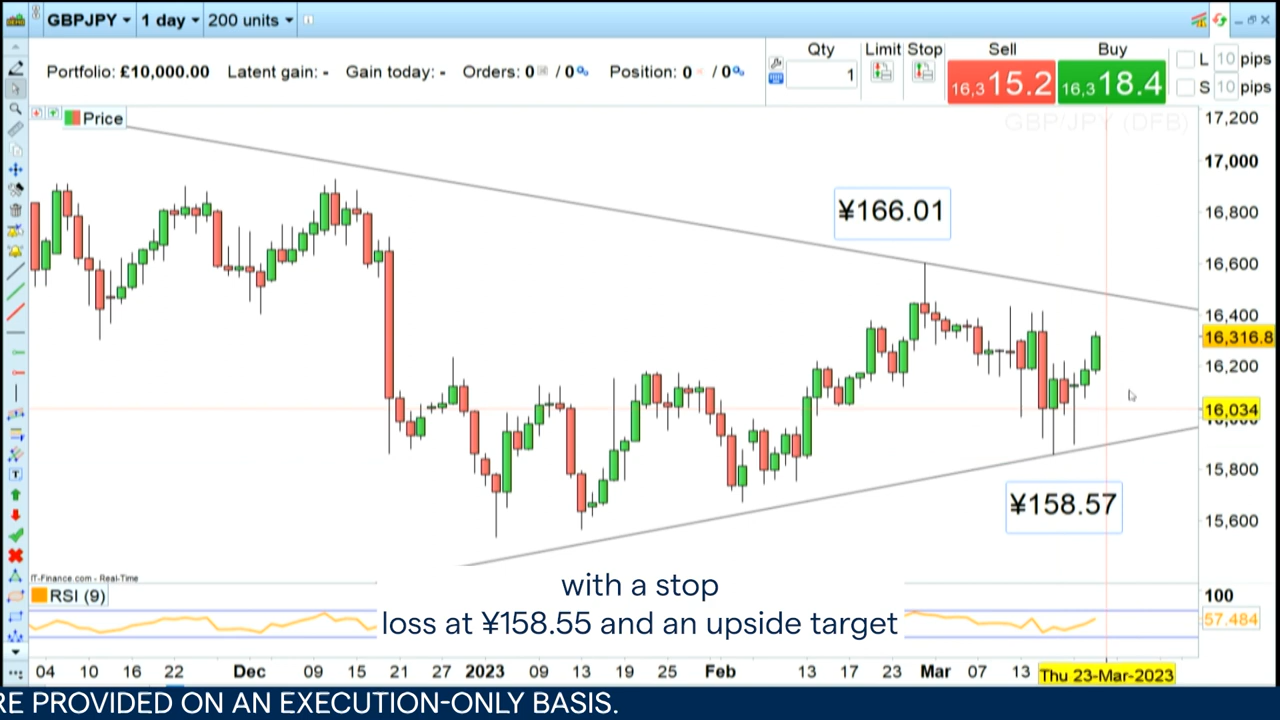 GBPJPY 1 day 200 units
Qty Limit Stop Sell Buy
L 10 pips
Portfolio: £10,000.00 Latent gain: - Gain today: - Orders: 0 / 0 Position: 0 / 0
1 16,315.2 16,318.4
S 10 pips
Price
GBP/JPY (DFB)
17,200
17,000
16,800
¥166.01
16,600
16,400
16,316.8
16,200
16,034
15,800
¥158.57
15,600
IT-Finance.com - Real-Time
with a stop
RSI (9)
100
loss at ¥158.55 and an upside target
57.484
04 10 16 22 Dec 09 15 21 27 2023 09 13 19 25 Feb 13 17 23 Mar 07 13 Thu 23-Mar-2023
RE PROVIDED ON AN EXECUTION-ONLY BASIS.